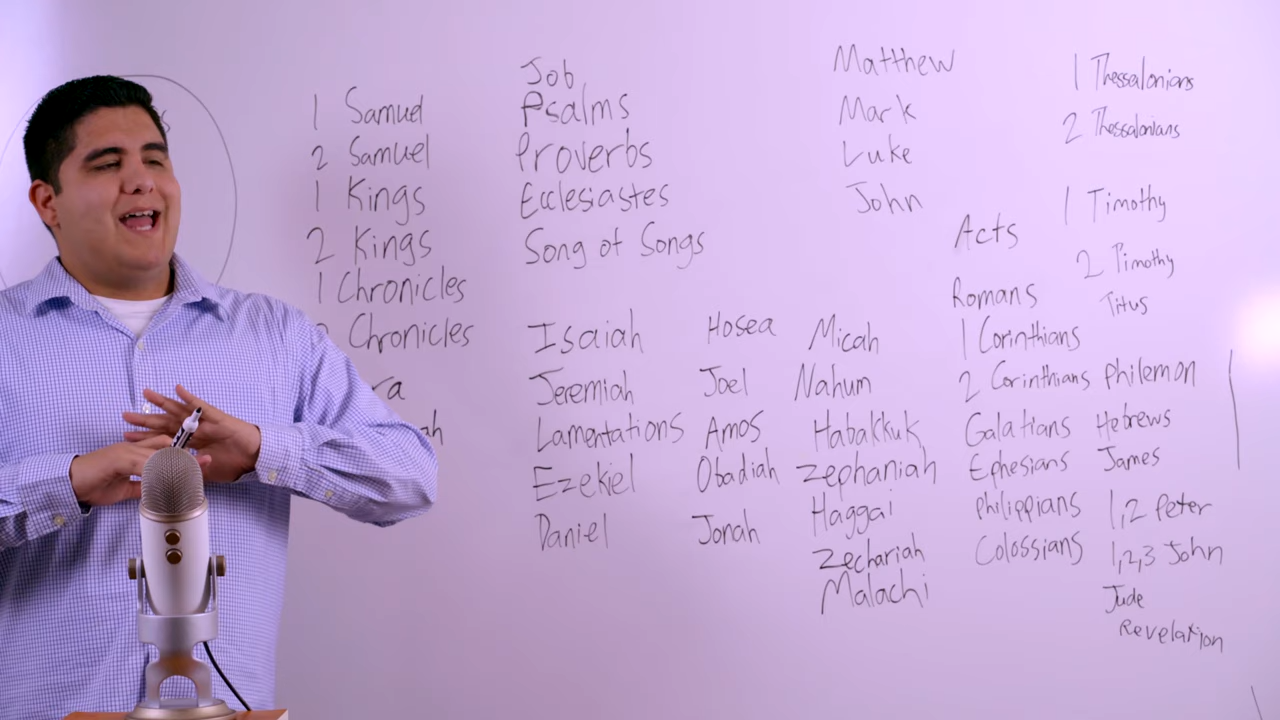 1 Samuel
2 Samuel
1 Kings
2 Kings
1 Chronicles
Chronicles
Job
Psalms
Proverbs
Ecclesiastes
Song of Songs
Isaiah
Jeremiah
Lamentations
Ezekiel
Daniel
Hosea
Joel
Amos
Obadiah
Jonah
Micah
Nahum
Habakkuk
Zephaniah
Haggai
Zechariah
Malachi
Matthew
Mark
Luke
John
Acts
Romans
1 Corinthians
2 Corinthians
Galatians
Ephesians
Philippians
Colossians
1 Thessalonians
2 Thessalonians
1 Timothy
2 Timothy
Titus
Philemon
Hebrews
James
1,2 Peter
1,2,3 John
Jude
Revelation